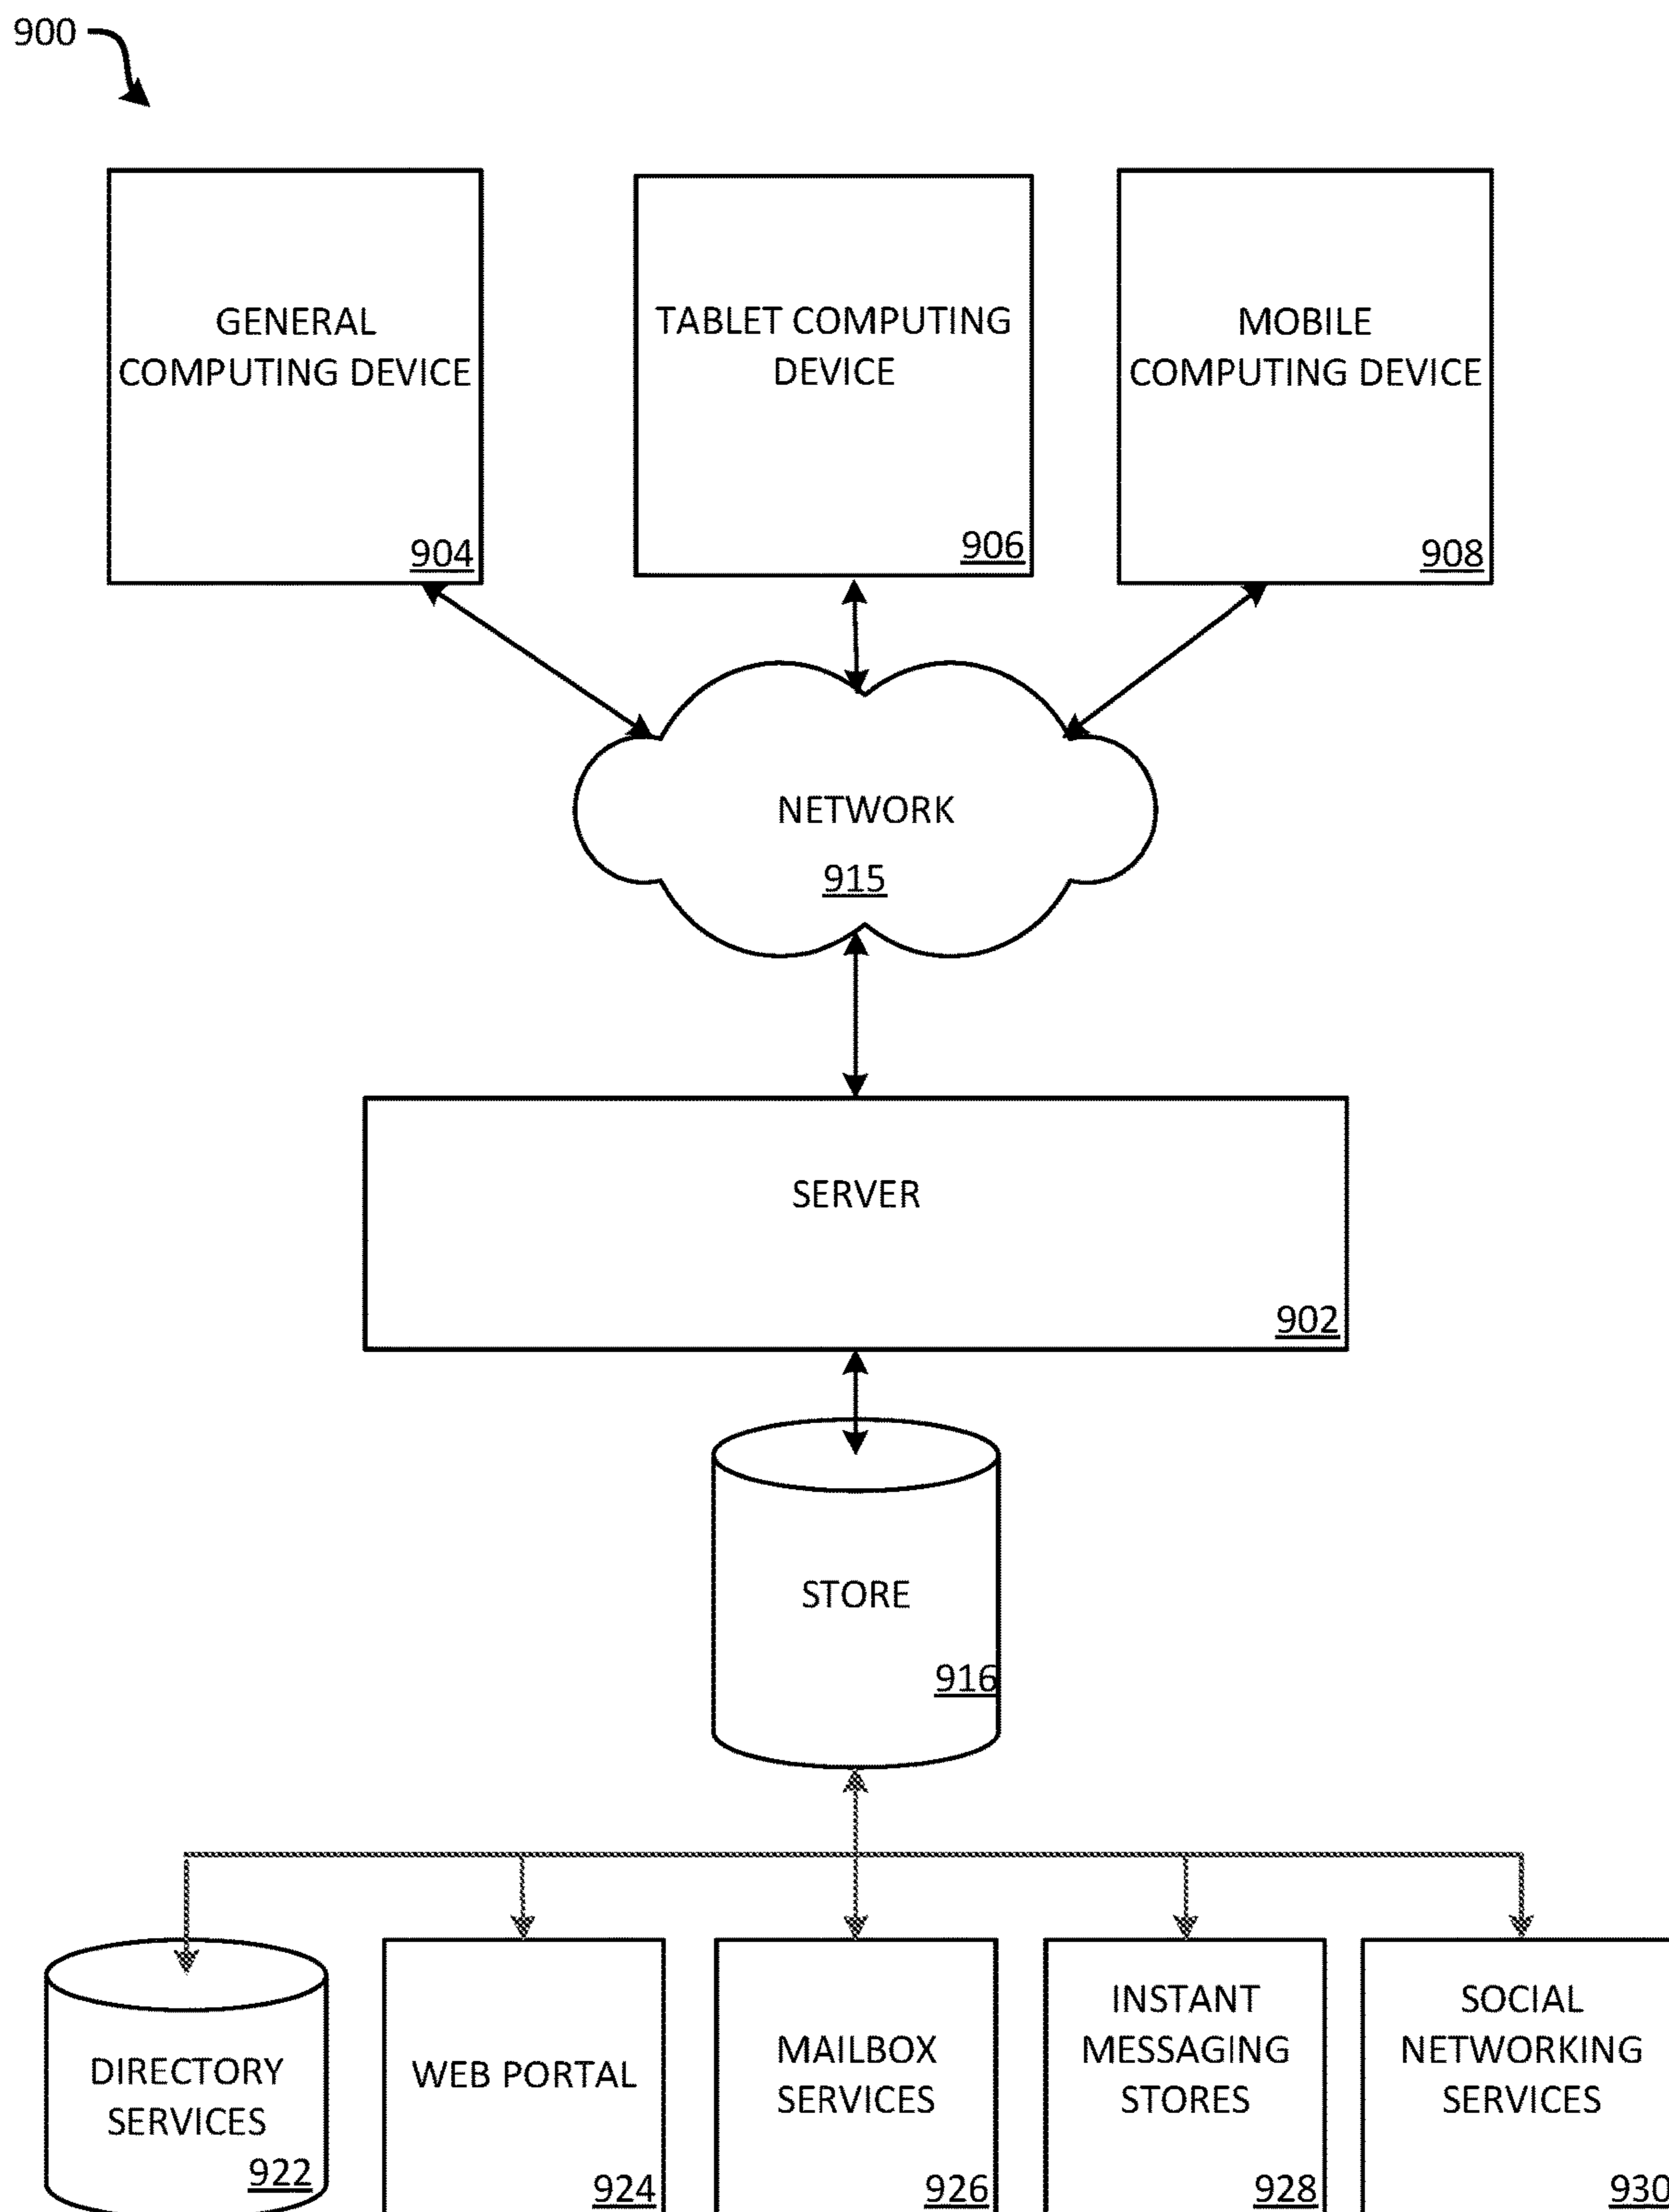 900
GENERAL
COMPUTING DEVICE
904
TABLET COMPUTING
DEVICE
906
MOBILE
COMPUTING DEVICE
908
NETWORK
915
SERVER
902
STORE
916
DIRECTORY
SERVICES
922
WEB PORTAL
924
MAILBOX
SERVICES
926
INSTANT
MESSAGING
STORES
928
SOCIAL
NETWORKING
SERVICES
930